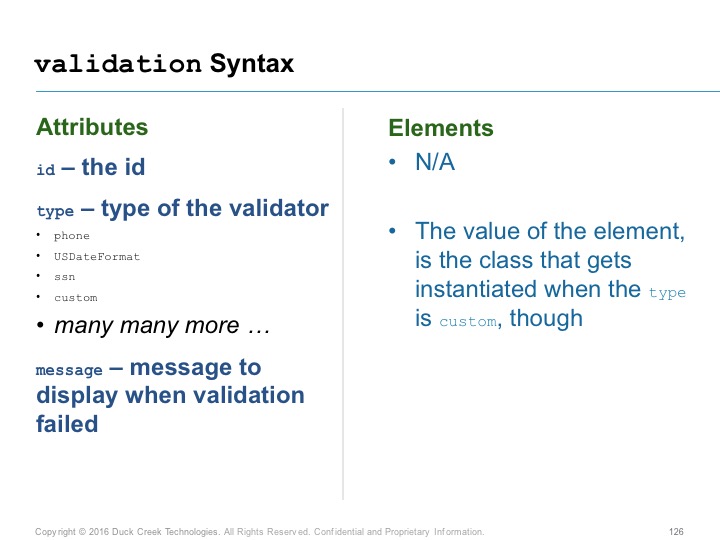 validation Syntax
Attributes
id – the id
type – type of the validator
• phone
• USDateFormat
• ssn
• custom
• many many more …
message – message to
display when validation
failed
Elements
• N/A
• The value of the element,
is the class that gets
instantiated when the type
is custom, though
Copyright © 2016 Duck Creek Technologies. All Rights Reserved. Confidential and Proprietary Information.
126